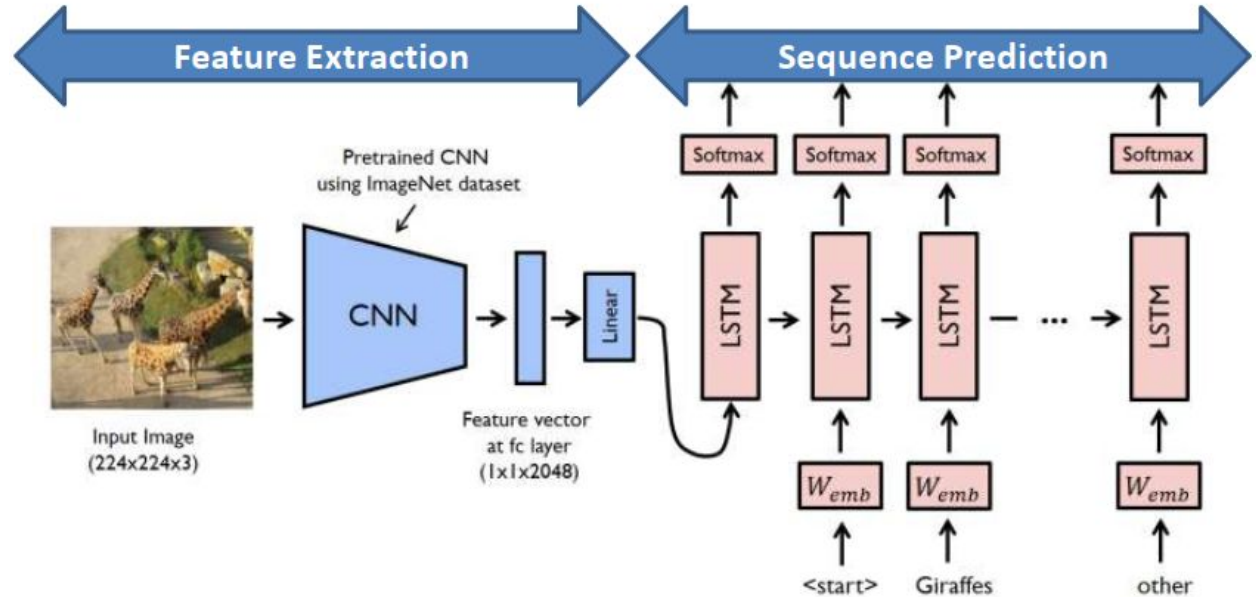 Feature Extraction
Sequence Prediction
Pretrained CNN
using ImageNet dataset
Softmax
Softmax
Softmax
Softmax
CNN
Linear
LSTM
LSTM
LSTM
...
LSTM
Input Image
(224x224x3)
Feature vector
at fc layer
(1x1x2048)
W_emb
W_emb
W_emb
<start>
Giraffes
other